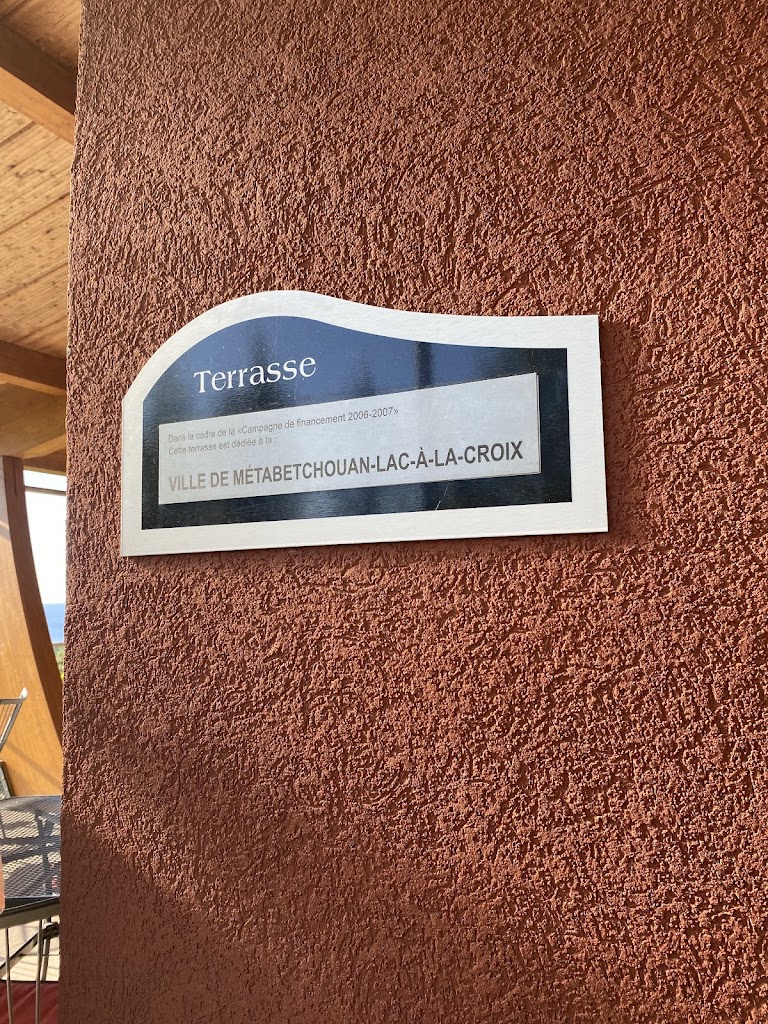 Terrasse
Dans le cadre de la «Campagne de financement 2006-2007»
Cette terrasse est dédiée à la :
VILLE DE MÉTABETCHOUAN-LAC-À-LA-CROIX